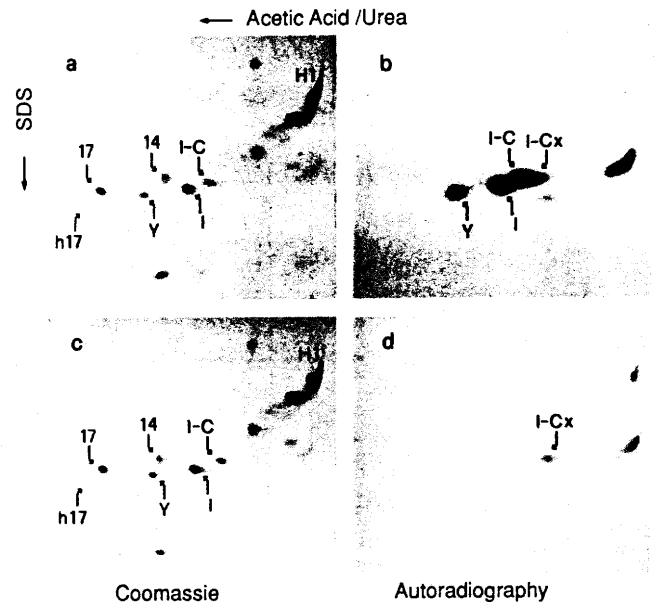 ← Acetic Acid /Urea
SDS →
a
H1
17
14
I-C
h17
Y
I
b
I-C
I-Cx
Y
I
c
H1
17
14
I-C
h17
Y
I
d
I-Cx
Coomassie
Autoradiography